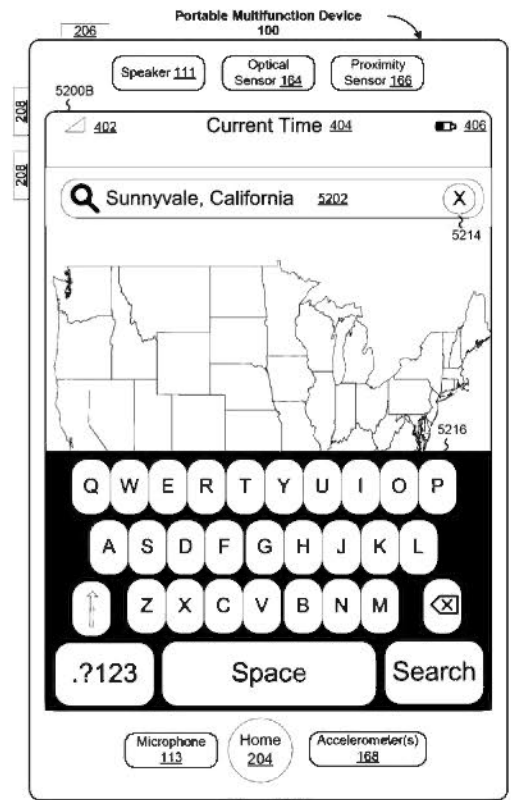 Portable Multifunction Device
206
100
Speaker 111
Optical
Sensor 164
Proximity
Sensor 166
5200B
208
402
Current Time 404
406
208
Sunnyvale, California 5202
X
5214
5216
Q W E R T Y U I O P
A S D F G H J K L
Z X C V B N M
.?123
Space
Search
Microphone
113
Home
204
Accelerometer(s)
168